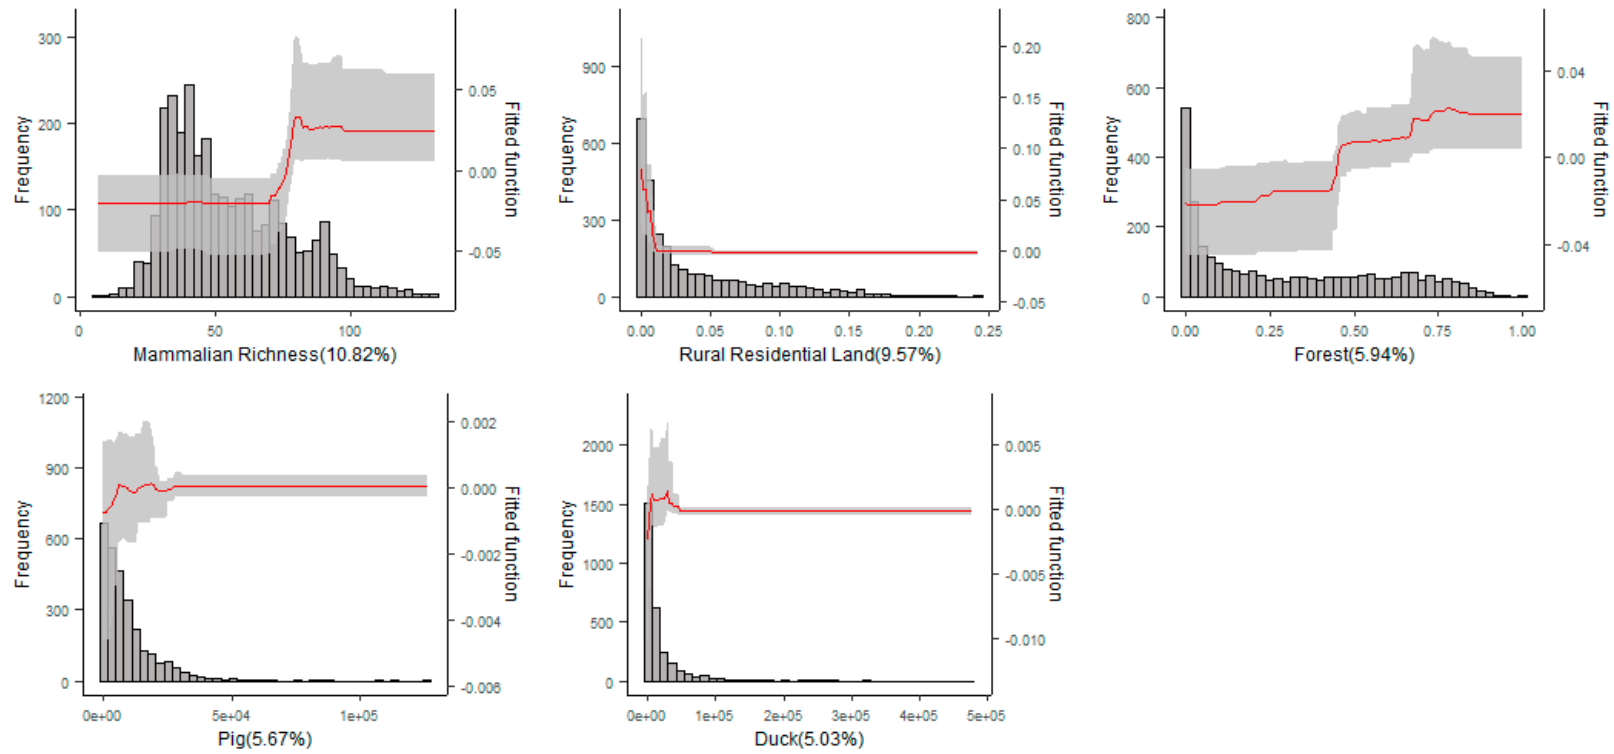 300
200
100
0
Frequency
0.05
0.00
-0.05
Fitted function
0
50
100
Mammalian Richness(10.82%)
900
600
300
0
Frequency
0.20
0.15
0.10
0.05
0.00
-0.05
Fitted function
0.00
0.05
0.10
0.15
0.20
0.25
Rural Residential Land(9.57%)
800
600
400
200
0
Frequency
0.04
0.00
-0.04
Fitted function
0.00
0.25
0.50
0.75
1.00
Forest(5.94%)
1200
900
600
300
0
Frequency
0.002
0.000
-0.002
-0.004
-0.006
Fitted function
0e+00
5e+04
1e+05
Pig(5.67%)
2000
1500
1000
500
0
Frequency
0.005
0.000
-0.005
-0.010
Fitted function
0e+00
1e+05
2e+05
3e+05
4e+05
5e+05
Duck(5.03%)